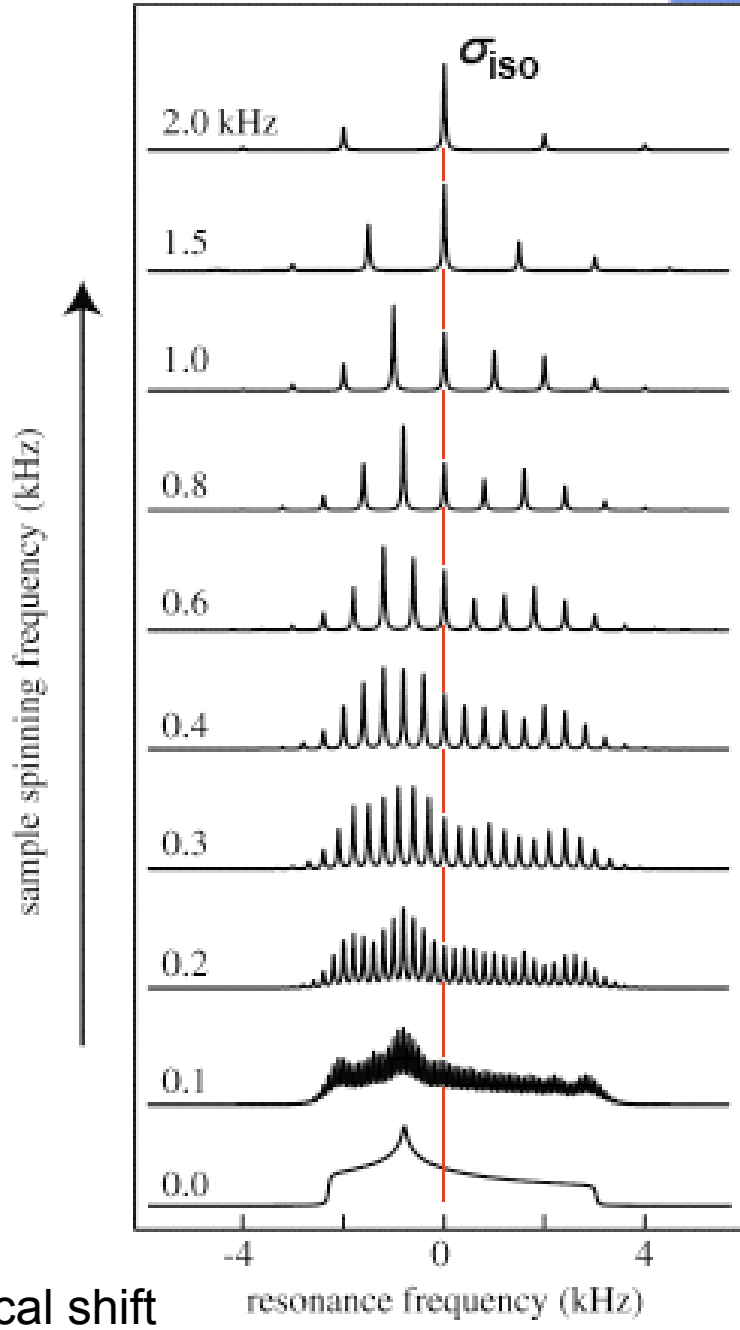 σiso
2.0 kHz
1.5
1.0
0.8
0.6
0.4
0.3
0.2
0.1
0.0
sample spinning frequency (kHz)
-4 0 4
resonance frequency (kHz)
cal shift